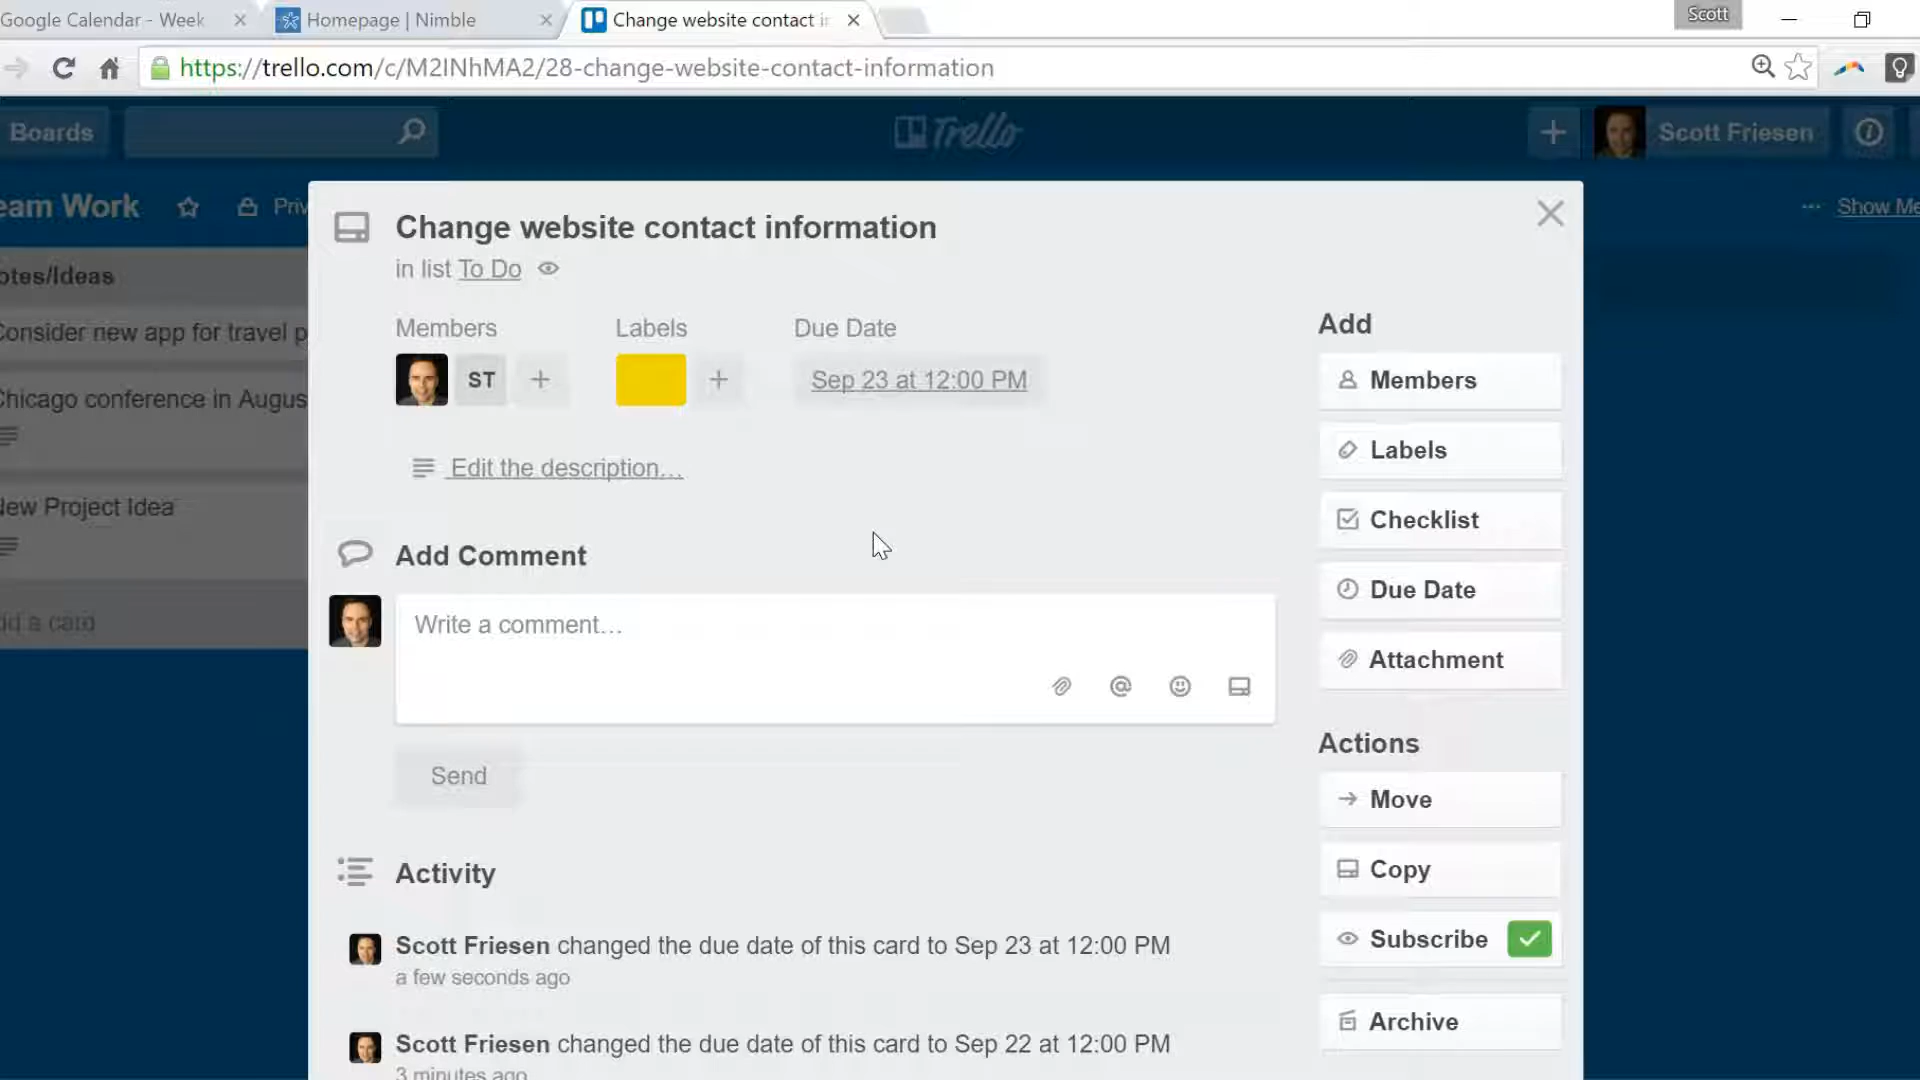 Google Calendar - Week
Homepage | Nimble
Change website contact in
Scott
https://trello.com/c/M2INhMA2/28-change-website-contact-information
Boards
Trello
Scott Friesen
eam Work
Priv
Show Me
otes/Ideas
Consider new app for travel p
Chicago conference in Augus
New Project Idea
dd a card
Change website contact information
in list To Do
Members
Labels
Due Date
ST
Sep 23 at 12:00 PM
Edit the description…
Add Comment
Write a comment…
Send
Activity
Scott Friesen changed the due date of this card to Sep 23 at 12:00 PM
a few seconds ago
Scott Friesen changed the due date of this card to Sep 22 at 12:00 PM
3 minutes ago
Add
Members
Labels
Checklist
Due Date
Attachment
Actions
Move
Copy
Subscribe
Archive